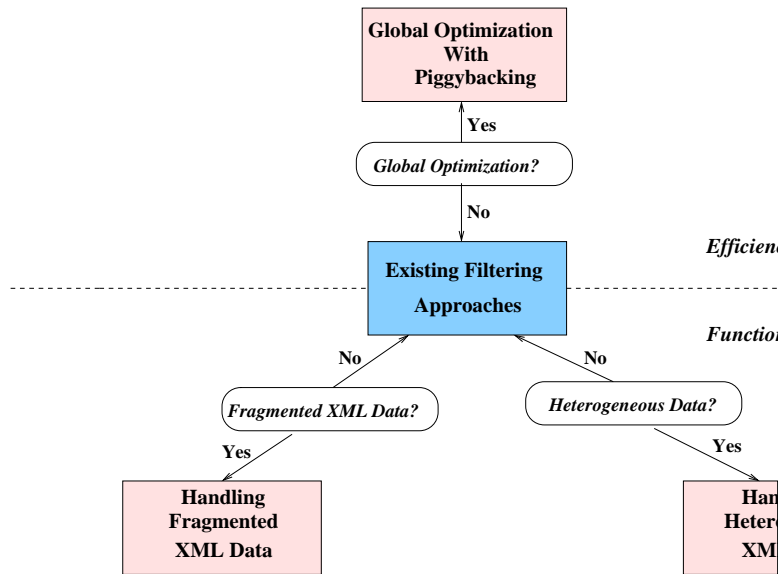 Global Optimization
With
Piggybacking
Yes
Global Optimization?
No
Existing Filtering
Approaches
No
No
Fragmented XML Data?
Heterogeneous Data?
Yes
Yes
Handling
Fragmented
XML Data